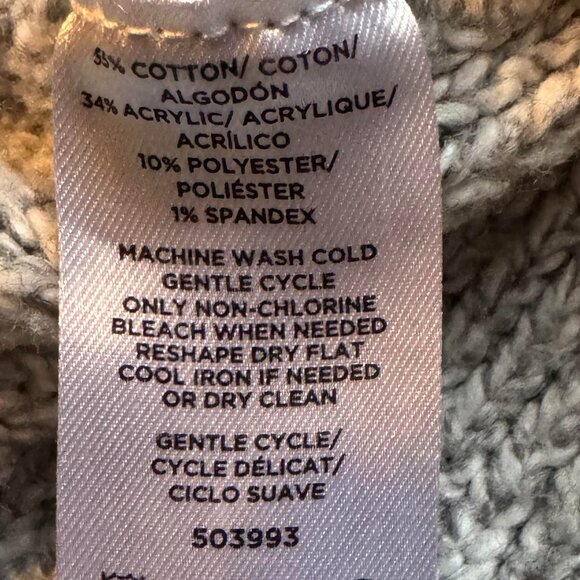 55% COTTON/ COTON/
ALGODÓN
34% ACRYLIC/ ACRYLIQUE/
ACRÍLICO
10% POLYESTER/
POLIÉSTER
1% SPANDEX
MACHINE WASH COLD
GENTLE CYCLE
ONLY NON-CHLORINE
BLEACH WHEN NEEDED
RESHAPE DRY FLAT
COOL IRON IF NEEDED
OR DRY CLEAN
GENTLE CYCLE/
CYCLE DÉLICAT/
CICLO SUAVE
503993